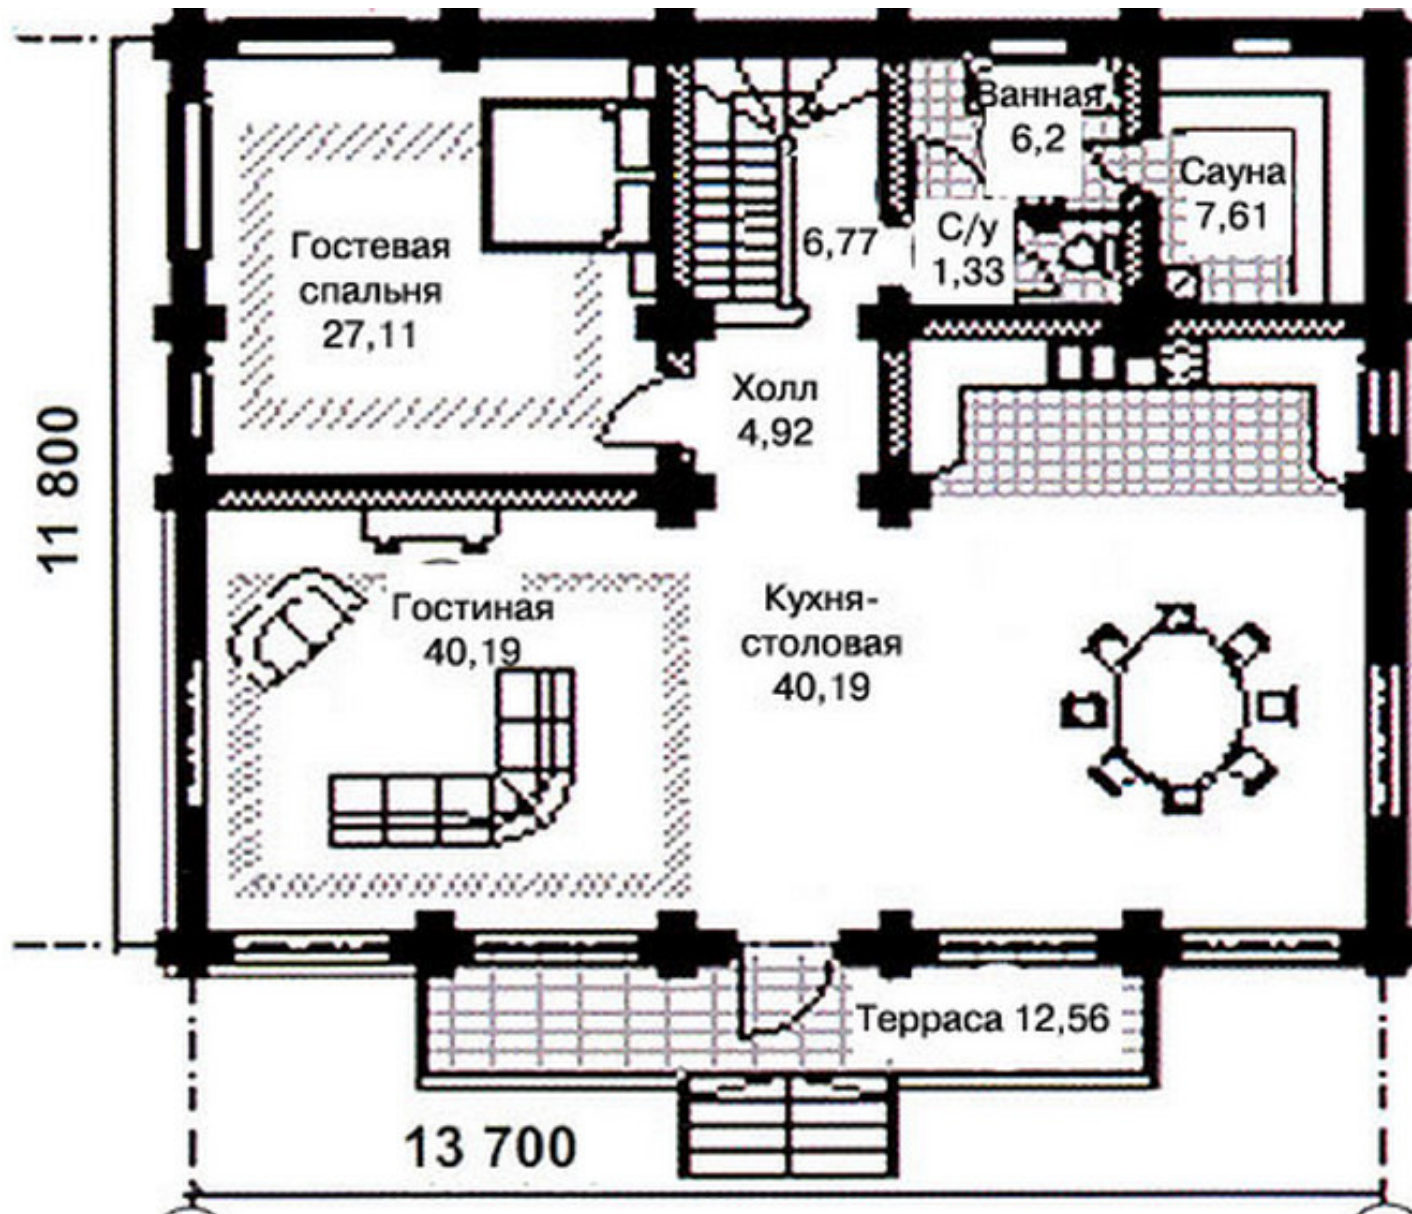 Ванная
6,2
Сауна
7,61
С/у
1,33
6,77
Гостевая
спальня
27,11
Холл
4,92
11 800
Гостиная
40,19
Кухня-
столовая
40,19
Терраса 12,56
13 700